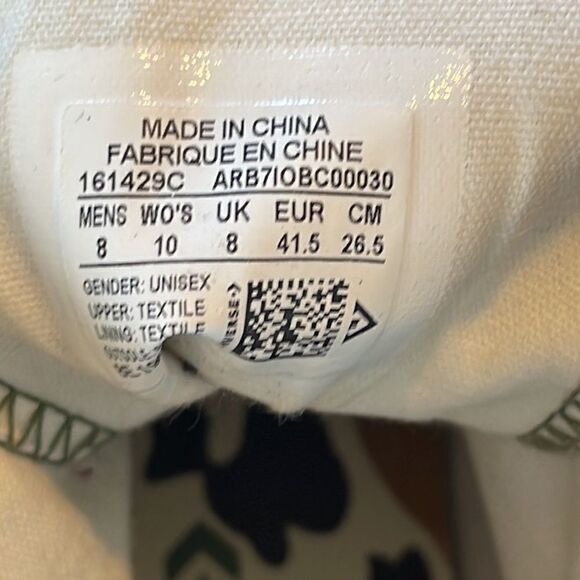 MADE IN CHINA
FABRIQUE EN CHINE
161429C ARB7IOBC00030
MENS WO'S UK EUR CM
8 10 8 41.5 26.5
GENDER: UNISEX
UPPER: TEXTILE
LINING: TEXTILE